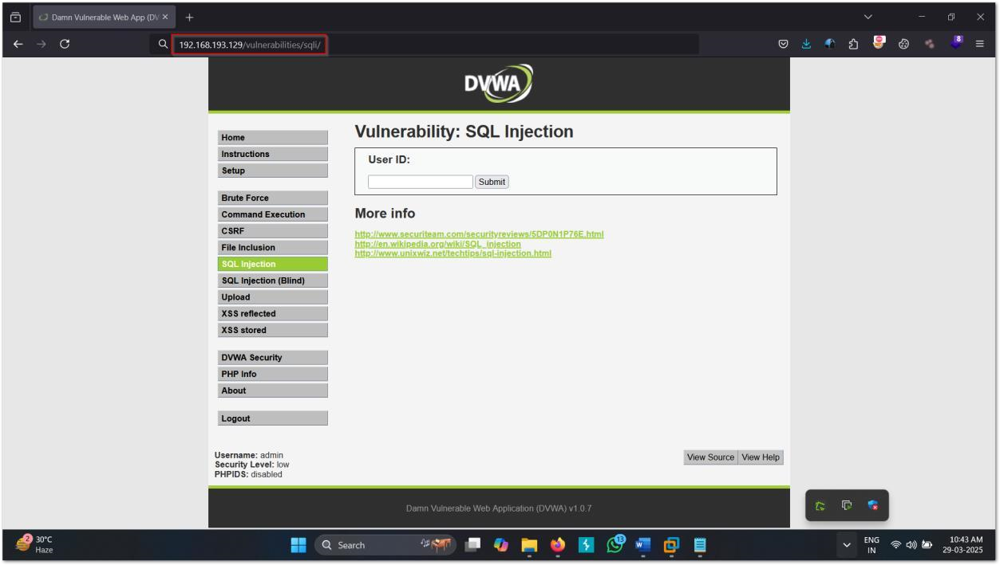 Damn Vulnerable Web App (DV
192.168.193.129/vulnerabilities/sqli/
8
DVWA
Home
Instructions
Setup
Brute Force
Command Execution
CSRF
File Inclusion
SQL Injection
SQL Injection (Blind)
Upload
XSS reflected
XSS stored
DVWA Security
PHP Info
About
Logout
Vulnerability: SQL Injection
User ID:
Submit
More info
http://www.securiteam.com/securityreviews/5DP0N1P76E.html
http://en.wikipedia.org/wiki/SQL_injection
http://www.unixwiz.net/techtips/sql-injection.html
Username: admin
Security Level: low
PHPIDS: disabled
View Source
View Help
Damn Vulnerable Web Application (DVWA) v1.0.7
2
30°C
Haze
Search
13
ENG
IN
10:43 AM
29-03-2025